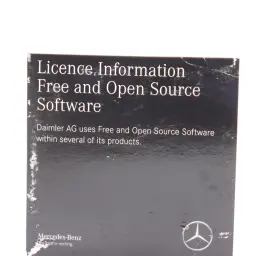 Licence Information
Free and Open Source
Software
Daimler AG uses Free and Open Source Software
within several of its products.
Mercedes-Benz